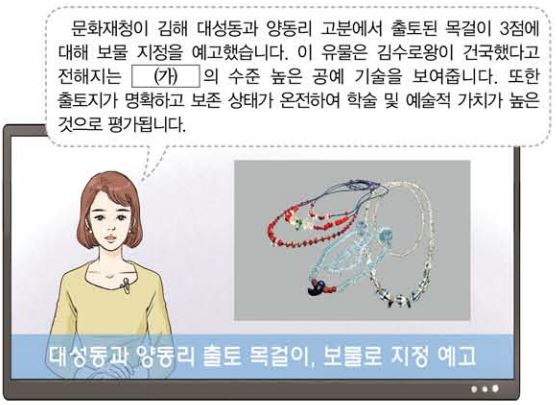 문화재청이 김해 대성동과 양동리 고분에서 출토된 목걸이 3점에
대해 보물 지정을 예고했습니다. 이 유물은 김수로왕이 건국했다고
전해지는 (가) 의 수준 높은 공예 기술을 보여줍니다. 또한
출토지가 명확하고 보존 상태가 온전하여 학술 및 예술적 가치가 높은
것으로 평가됩니다.
대성동과 양동리 출토 목걸이, 보물로 지정 예고